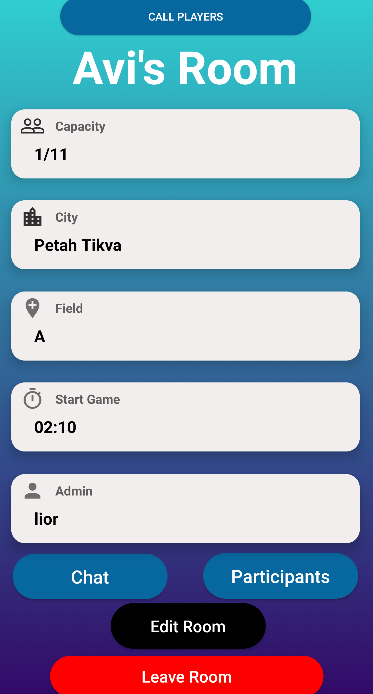 CALL PLAYERS
Avi's Room
Capacity
1/11
City
Petah Tikva
Field
A
Start Game
02:10
Admin
lior
Chat
Participants
Edit Room
Leave Room